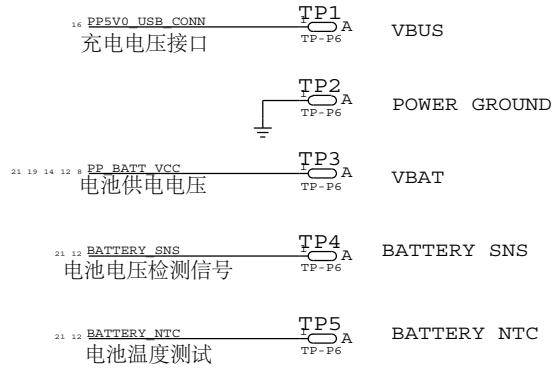 16 PP5V0_USB_CONN 1 TP1 A VBUS
充电电压接口 TP-P6
1 TP2 A POWER GROUND
TP-P6
21 19 14 12 8 PP_BATT_VCC 1 TP3 A VBAT
电池供电电压 TP-P6
21 12 BATTERY_SNS 1 TP4 A BATTERY SNS
电池电压检测信号 TP-P6
21 12 BATTERY_NTC 1 TP5 A BATTERY NTC
电池温度测试 TP-P6